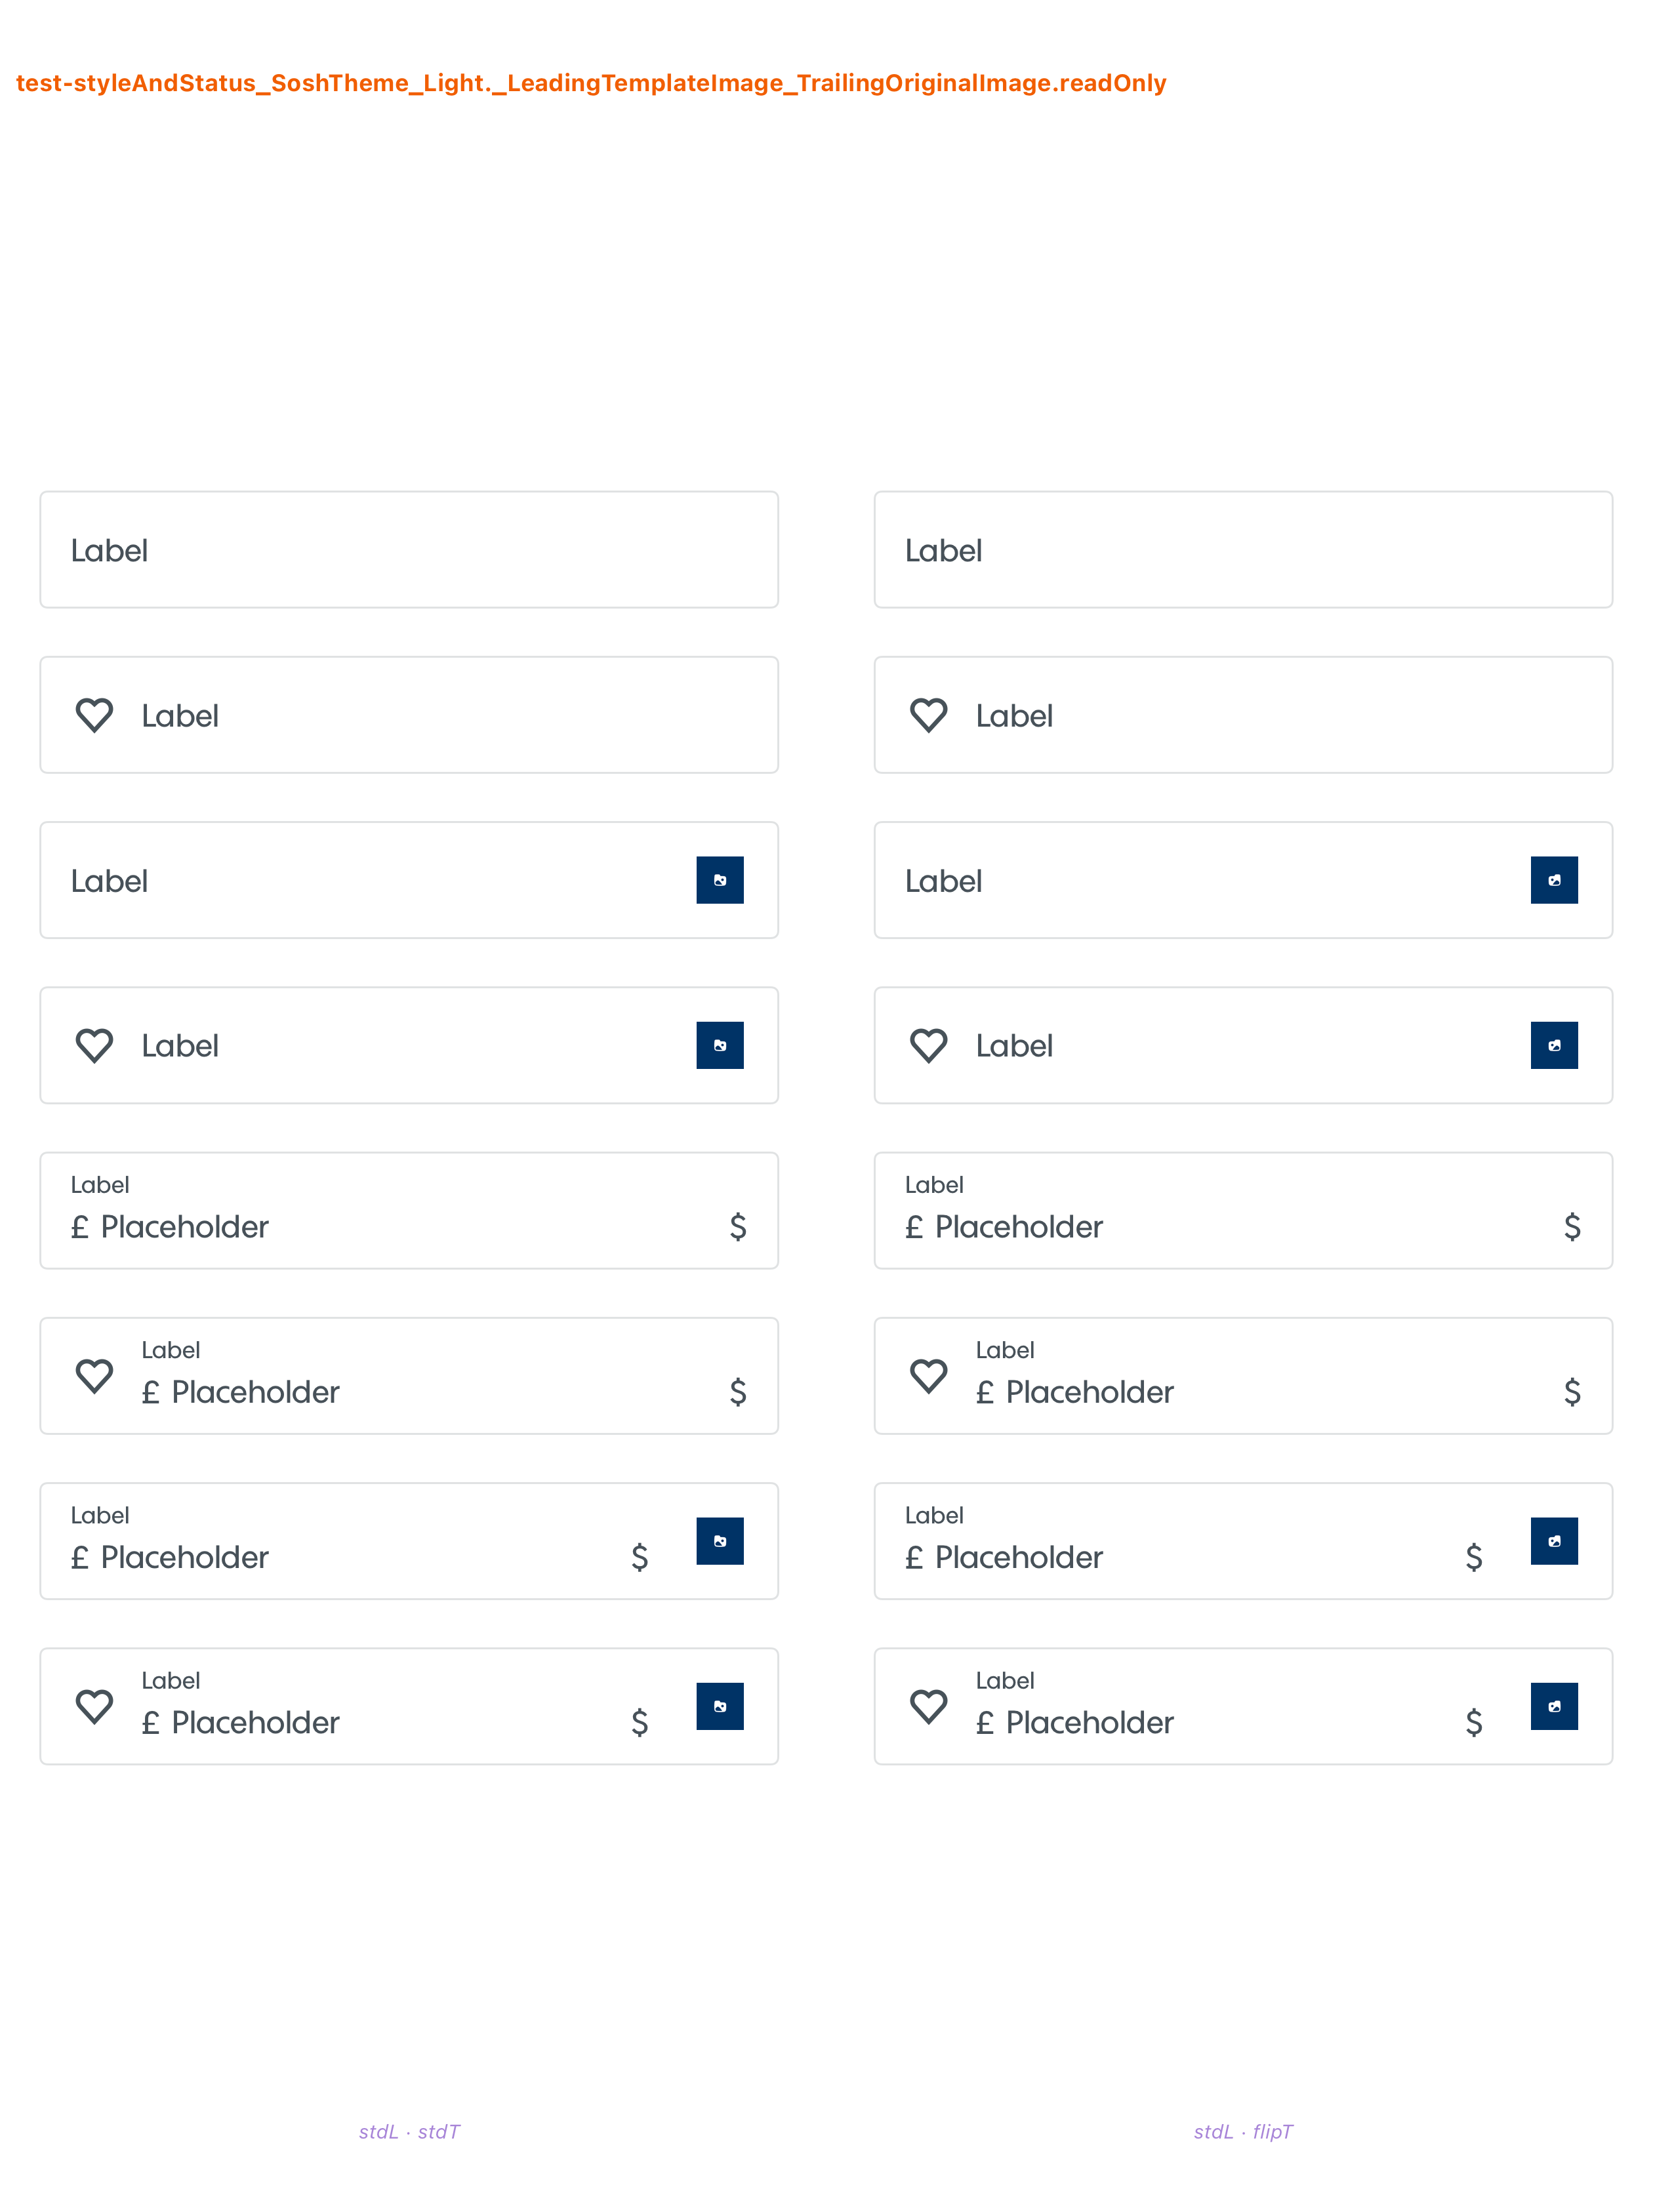 test-styleAndStatus_SoshTheme_Light._LeadingTemplateImage_TrailingOriginalImage.readOnly
Label
Label
Label
Label
Label
Label
Label
Label
Label
Label
£ Placeholder $
£ Placeholder $
Label
Label
£ Placeholder $
£ Placeholder $
Label
Label
£ Placeholder $
£ Placeholder $
Label
Label
£ Placeholder $
£ Placeholder $
stdL · stdT
stdL · flipT